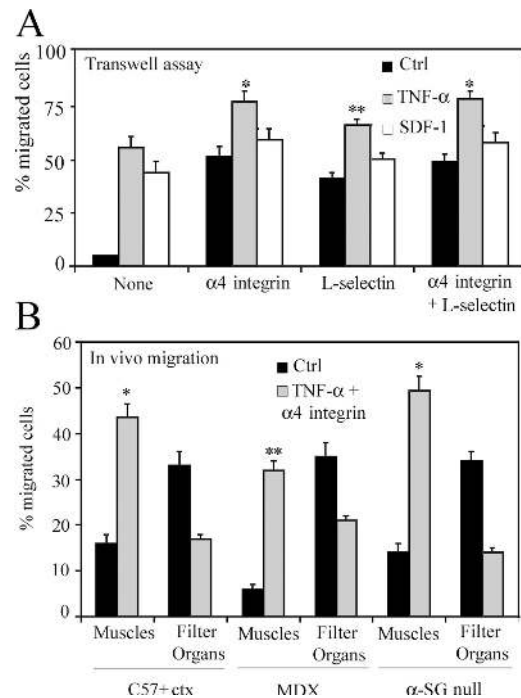 A
Transwell assay
Ctrl
TNF-α
SDF-1
% migrated cells
100
75
50
25
0
*
**
*
None
α4 integrin
L-selectin
α4 integrin
+ L-selectin
B
In vivo migration
Ctrl
TNF-α +
α4 integrin
% migrated cells
60
50
40
30
20
10
0
*
**
*
Muscles
Filter
Organs
Muscles
Filter
Organs
Muscles
Filter
Organs
C57+ ctx
MDX
α-SG null